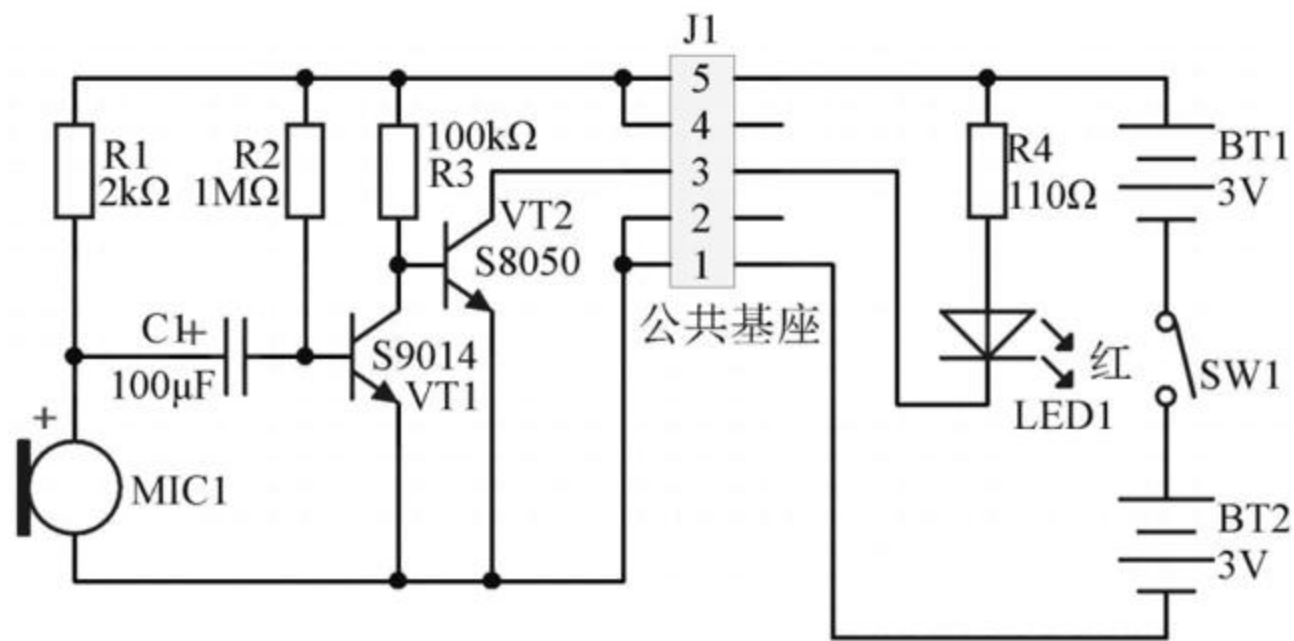 J1
5
4
3
2
1
公共基座
R1
2kΩ
R2
1MΩ
100kΩ
R3
VT2
S8050
C1
+
100μF
S9014
VT1
+
MIC1
R4
110Ω
红
LED1
BT1
3V
SW1
BT2
3V